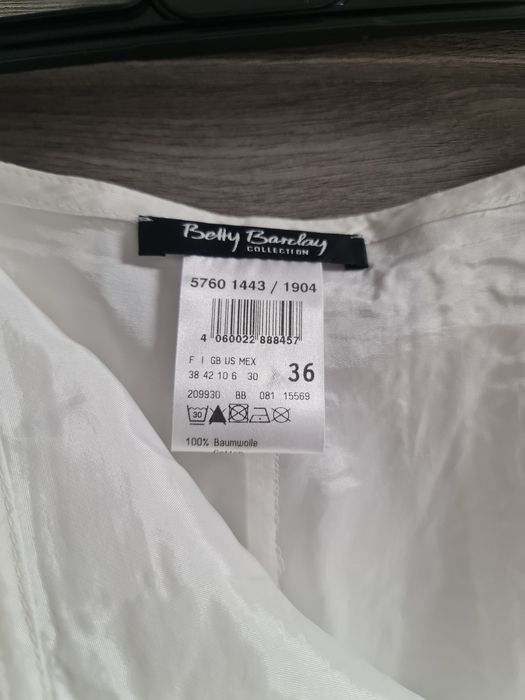 Betty Barclay
COLLECTION
5760 1443 / 1904
4 060022 888457
F I GB US MEX
38 42 10 6 30 36
209930 BB 081 15569
30
100% Baumwolle